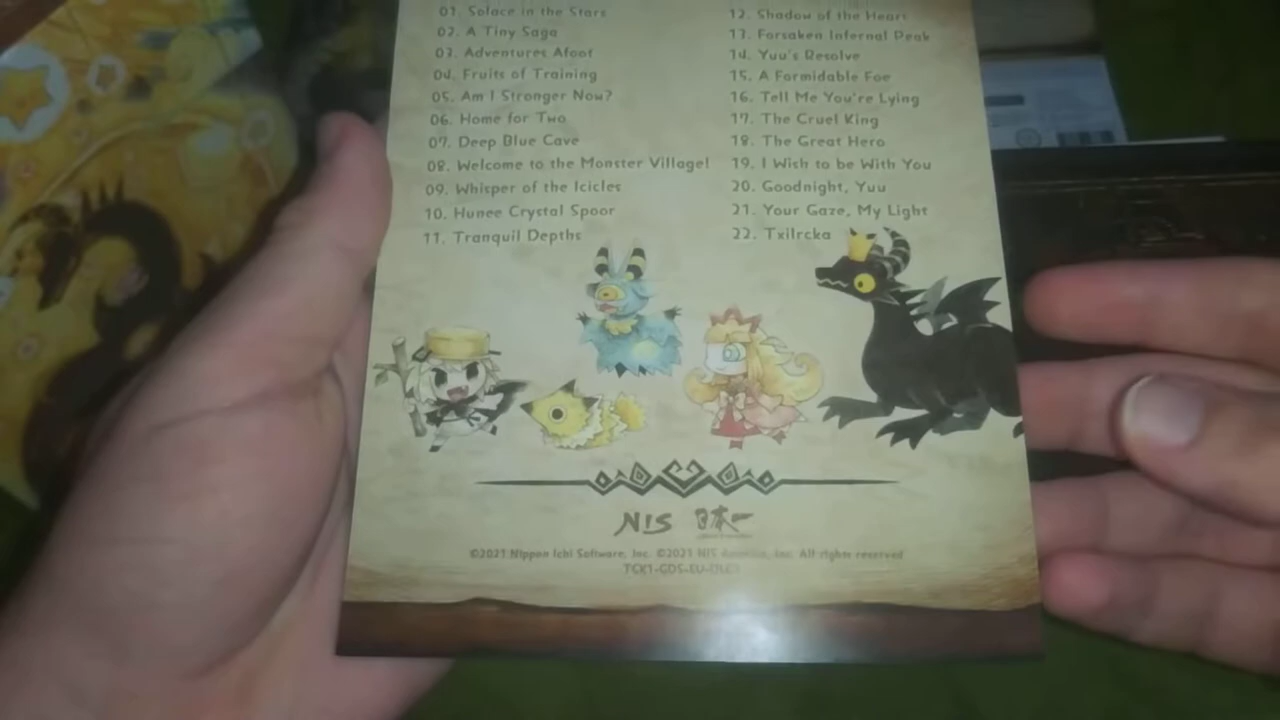 01. Solace in the Stars
02. A Tiny Saga
03. Adventures Afoot
04. Fruits of Training
05. Am I Stronger Now?
06. Home for Two
07. Deep Blue Cave
08. Welcome to the Monster Village!
09. Whisper of the Icicles
10. Hunee Crystal Spoor
11. Tranquil Depths
12. Shadow of the Heart
13. Forsaken Infernal Peak
14. Yuu's Resolve
15. A Formidable Foe
16. Tell Me You're Lying
17. The Cruel King
18. The Great Hero
19. I Wish to be With You
20. Goodnight, Yuu
21. Your Gaze, My Light
22. Txilrcka
NIS 日本一
©2021 Nippon Ichi Software, Inc. ©2021 NIS America, Inc. All rights reserved